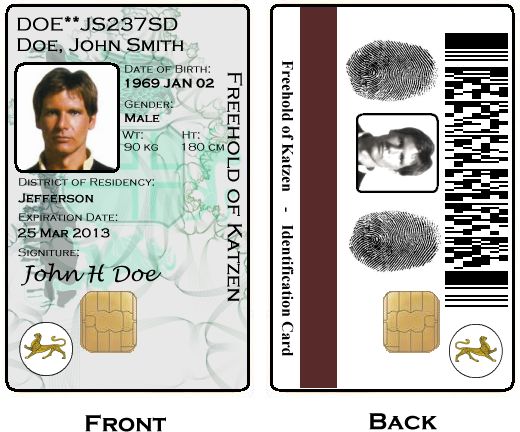 DOE**JS237SD
DOE, JOHN SMITH
DATE OF BIRTH:
1969 JAN 02
GENDER:
MALE
WT: HT:
90 KG 180 CM
DISTRICT OF RESIDENCY:
JEFFERSON
EXPIRATION DATE:
25 MAR 2013
SIGNITURE:
John H Doe
FREEHOLD OF KATZEN
Freehold of Katzen - Identification Card
FRONT
BACK